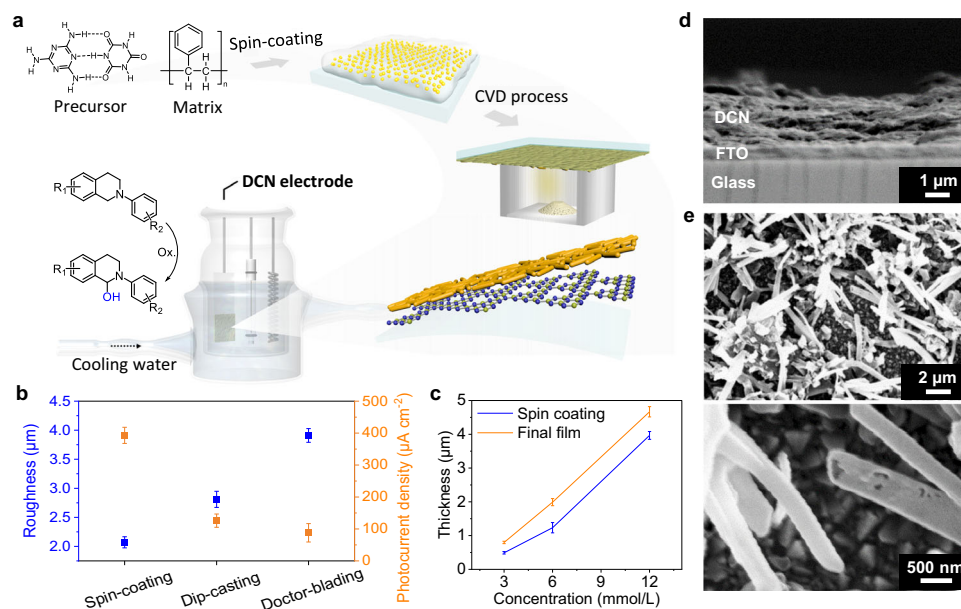 a
N H H N O
H N N H N N H
N H O O
Precursor
n
Matrix
Spin-coating
CVD process
R1 N R2
Ox.
R1 N R2
OH
DCN electrode
Cooling water
b
Roughness (μm)
4.5
4.0
3.5
3.0
2.5
2.0
500
400
300
200
100
0
Photocurrent density (μA cm-2)
Spin-coating
Dip-casting
Doctor-blading
c
Thickness (μm)
5
4
3
2
1
0
Spin coating
Final film
3 6 9 12
Concentration (mmol/L)
d
DCN
FTO
Glass
1 μm
e
2 μm
500 nm